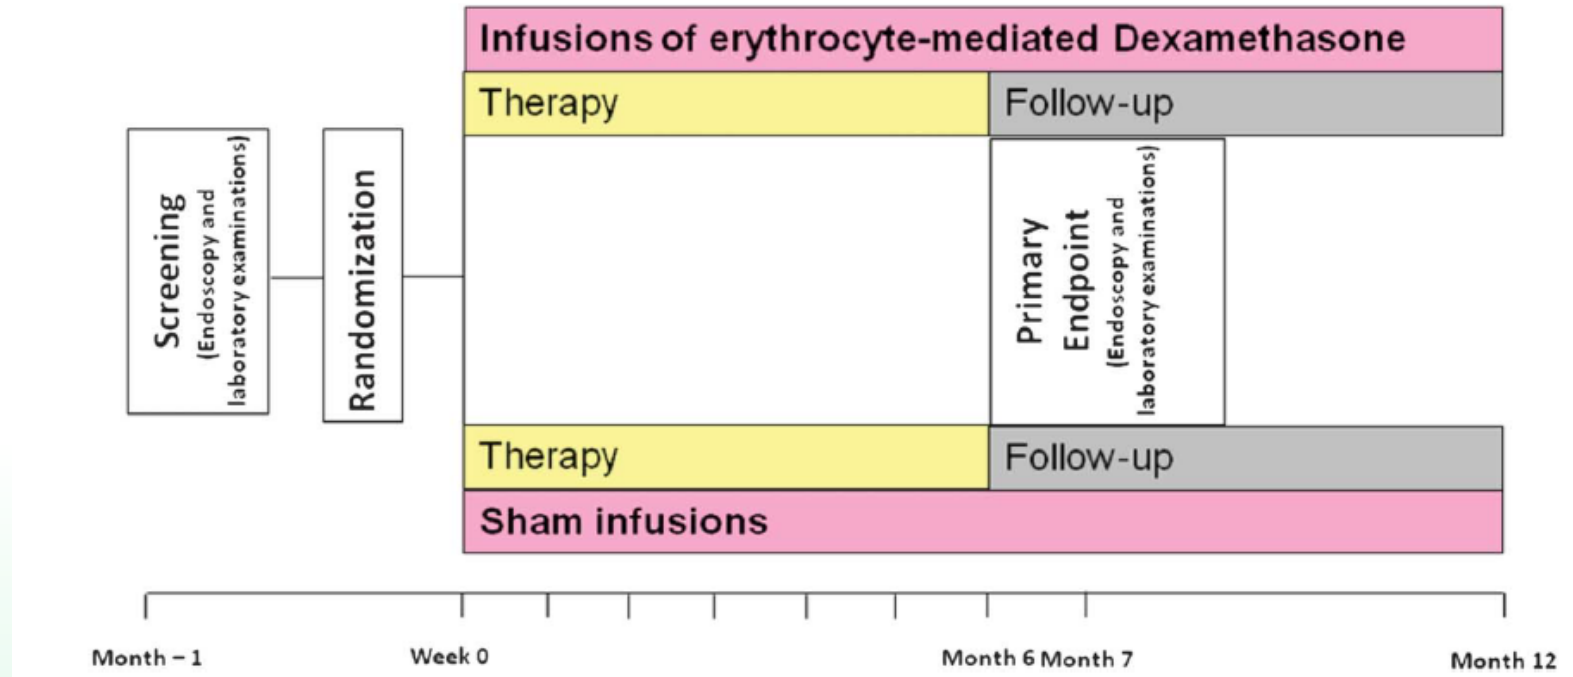 Infusions of erythrocyte-mediated Dexamethasone
Therapy
Follow-up
Screening
(Endoscopy and
laboratory examinations)
Randomization
Primary
Endpoint
(Endoscopy and
laboratory examinations)
Therapy
Follow-up
Sham infusions
Month – 1
Week 0
Month 6
Month 7
Month 12